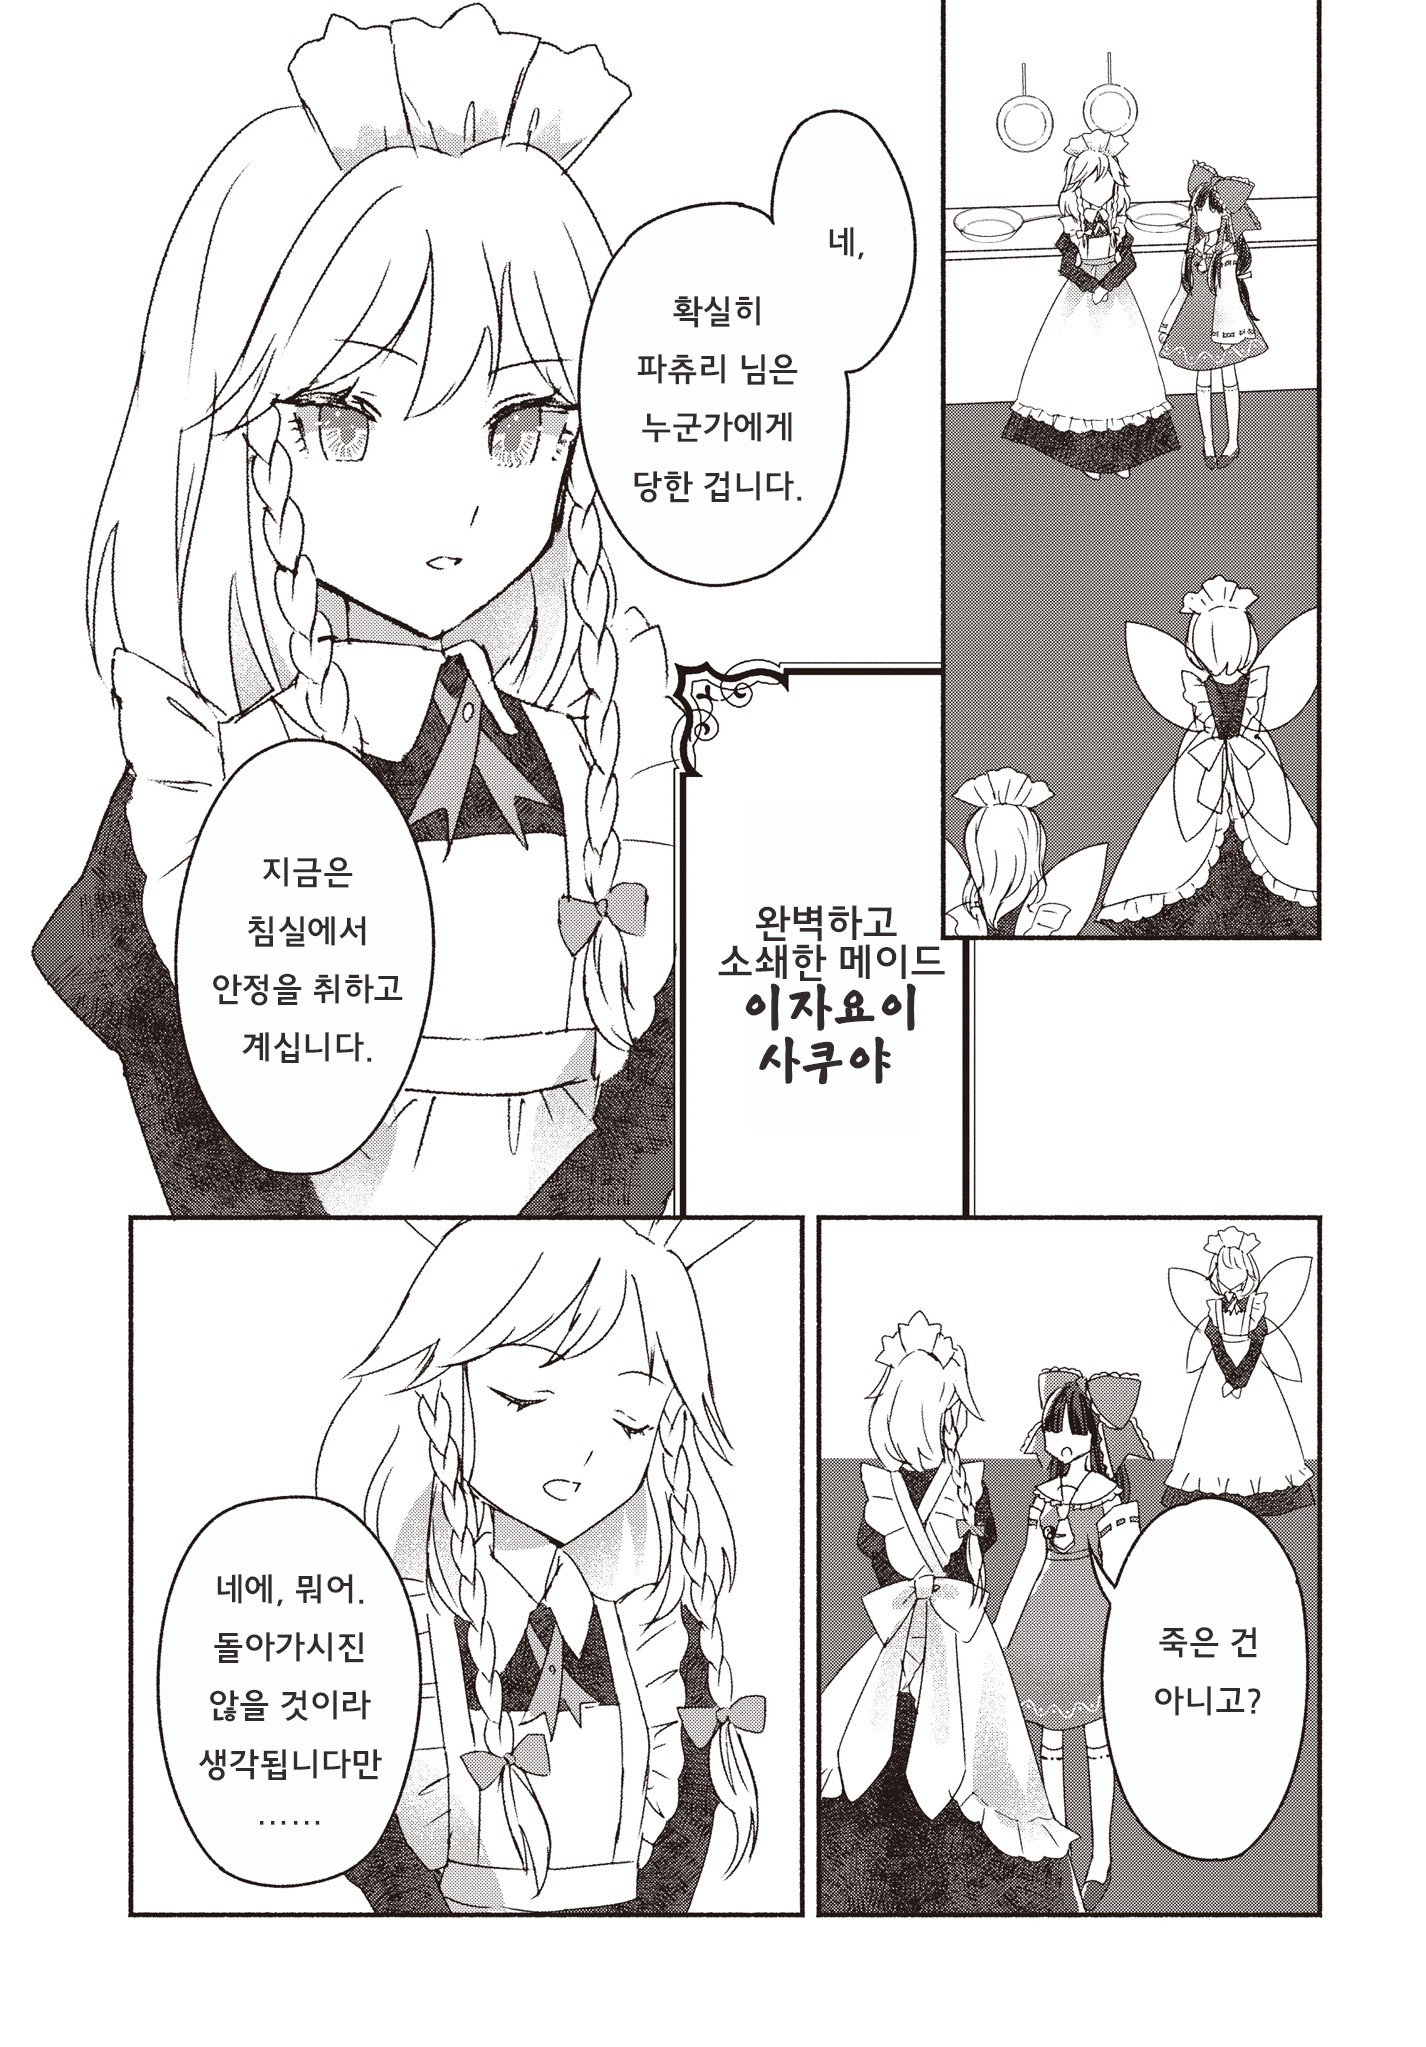 네,
확실히
파츄리 님은
누군가에게
당한 겁니다.
지금은
침실에서
안정을 취하고
계십니다.
완벽하고
소쇄한 메이드
이자요이
사쿠야
죽은 건
아니고?
네에, 뭐어.
돌아가시진
않을 것이라
생각됩니다만
……